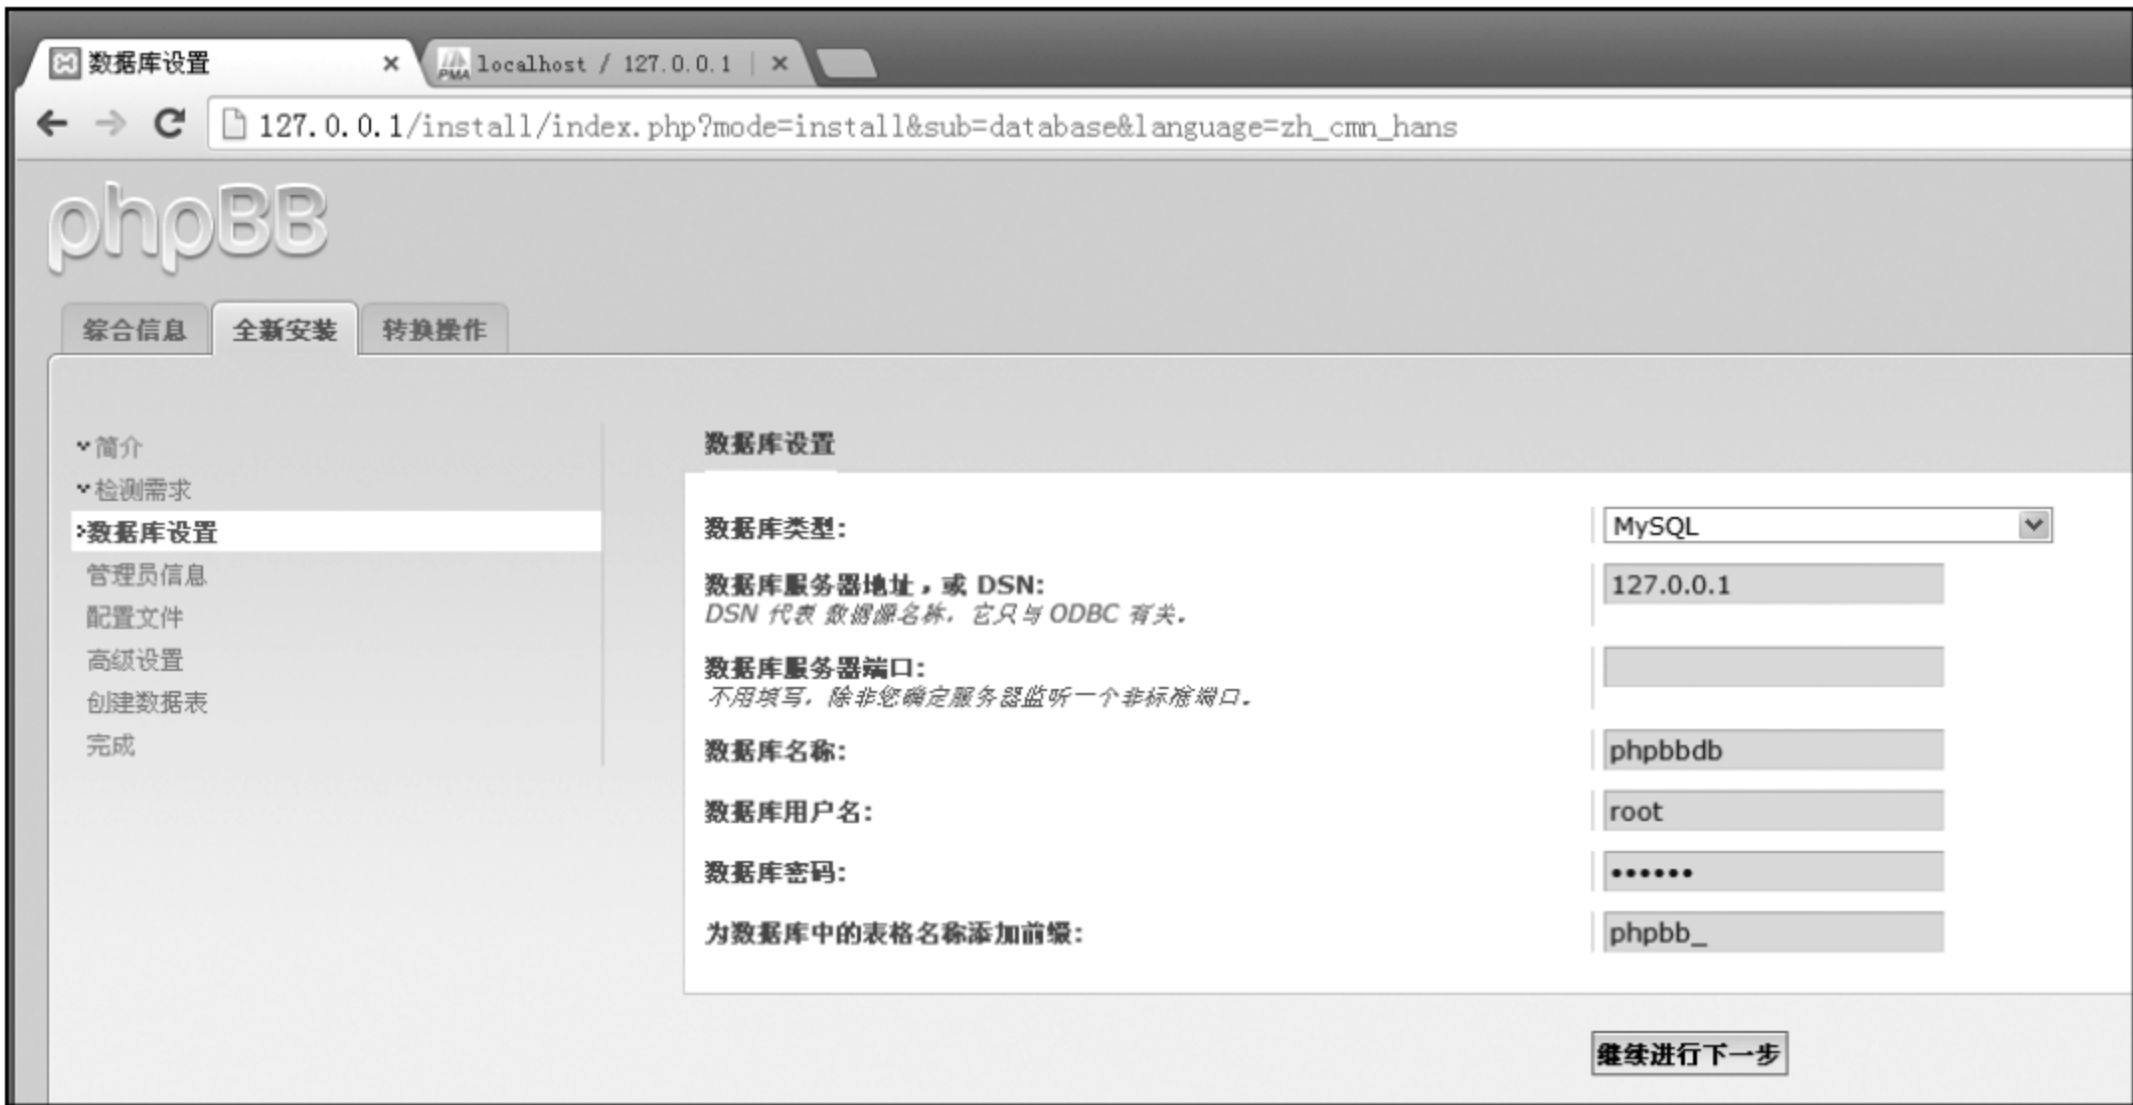 数据库设置
localhost / 127.0.0.1
PMA
127.0.0.1/install/index.php?mode=install&sub=database&language=zh_cmn_hans
phpBB
综合信息 全新安装 转换操作
简介
检测需求
数据库设置
管理员信息
配置文件
高级设置
创建数据表
完成
数据库设置
数据库类型: MySQL
数据库服务器地址，或 DSN: 127.0.0.1
DSN 代表 数据源名称，它只与 ODBC 有关。
数据库服务器端口:
不用填写，除非您确定服务器监听一个非标准端口。
数据库名称: phpbbdb
数据库用户名: root
数据库密码: ••••••
为数据库中的表格名称添加前缀: phpbb_
继续进行下一步